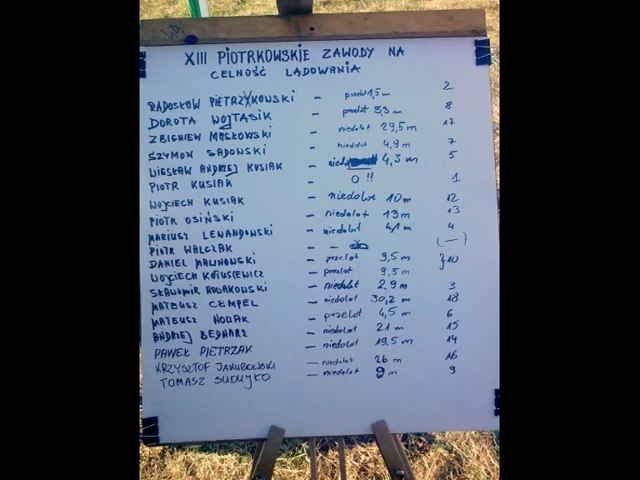 XIII PIOTRKOWSKIE ZAWODY NA
CELNOŚĆ LĄDOWANIA
RADOSŁAW PIETRZYKOWSKI - przelot 1,5 m 2
DOROTA WOJTASIK - przelot 5,3 m 8
ZBIGNIEW MASŁOWSKI - niedolot 29,5 m 17
SZYMON SADOWSKI - niedolot 4,9 m 7
WIESŁAW ANDRZEJ KUSIAK - niedolot 4,3 m 5
PIOTR KUSIAK - 0 !! 1
WOJCIECH KUSIAK - niedolot 10 m 12
PIOTR OSIŃSKI - niedolot 13 m 13
MARIUSZ LEWANDOWSKI - niedolot 4,1 m 4
PIOTR WALCZAK - - (-)
DANIEL MALINOWSKI - przelot 9,5 m } 10
WOJCIECH - przelot 9,5 m
SŁAWOMIR - niedolot 2,9 m 3
MATEUSZ CEMPEL - niedolot 30,2 m 18
MATEUSZ NOWAK - przelot 4,5 m 6
ANDRZEJ BEDNARZ - niedolot 21 m 15
PAWEŁ PIETRZAK - niedolot 19,5 m 14
KRZYSZTOF JAKUBOWSKI - niedolot 26 m 16
TOMASZ - niedolot 9 m 9